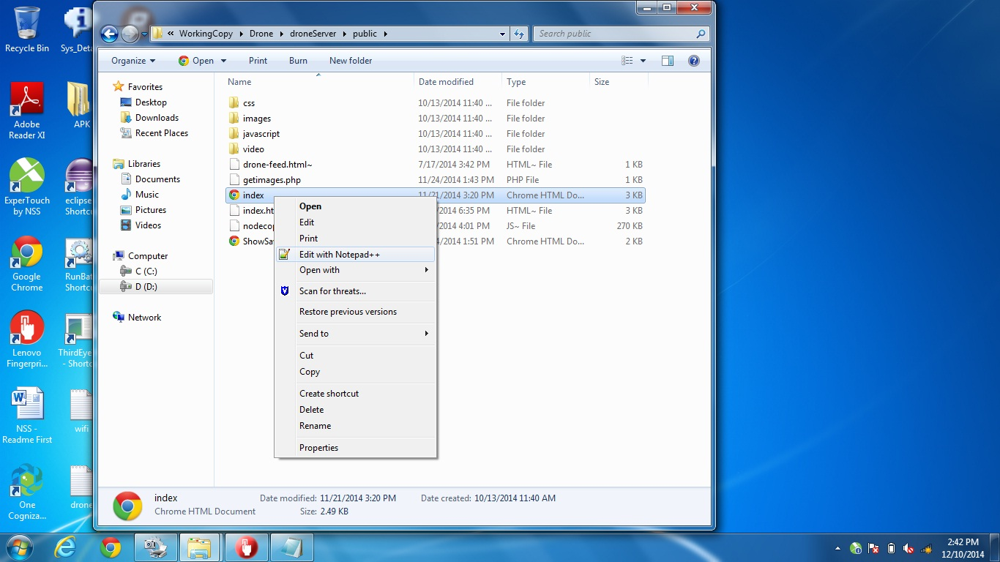 Recycle Bin
Sys_Deta
Adobe
Reader XI
APK
ExperTouch
by NSS
eclipse
Shortc
Google
Chrome
RunBat
Shortcu
Lenovo
Fingerpri...
ThirdEye
- Shortc
NSS -
Readme First
wifi
One
Cogniza...
drone
« WorkingCopy Drone droneServer public
Search public
Organize Open Print Burn New folder
Favorites
Desktop
Downloads
Recent Places
Libraries
Documents
Music
Pictures
Videos
Computer
C (C:)
D (D:)
Network
Name Date modified Type Size
css 10/13/2014 11:40 ... File folder
images 10/13/2014 11:40 ... File folder
javascript 10/13/2014 11:40 ... File folder
video 10/13/2014 11:40 ... File folder
drone-feed.html~ 7/17/2014 3:42 PM HTML~ File 1 KB
getimages.php 11/24/2014 1:43 PM PHP File 1 KB
index 11/21/2014 3:20 PM Chrome HTML Do... 3 KB
index.ht /2014 6:35 PM HTML~ File 3 KB
nodecop /2014 4:01 PM JS~ File 270 KB
ShowSa 4/2014 1:51 PM Chrome HTML Do... 2 KB
Open
Edit
Print
Edit with Notepad++
Open with
Scan for threats...
Restore previous versions
Send to
Cut
Copy
Create shortcut
Delete
Rename
Properties
index Date modified: 11/21/2014 3:20 PM Date created: 10/13/2014 11:40 AM
Chrome HTML Document Size: 2.49 KB
2:42 PM
12/10/2014